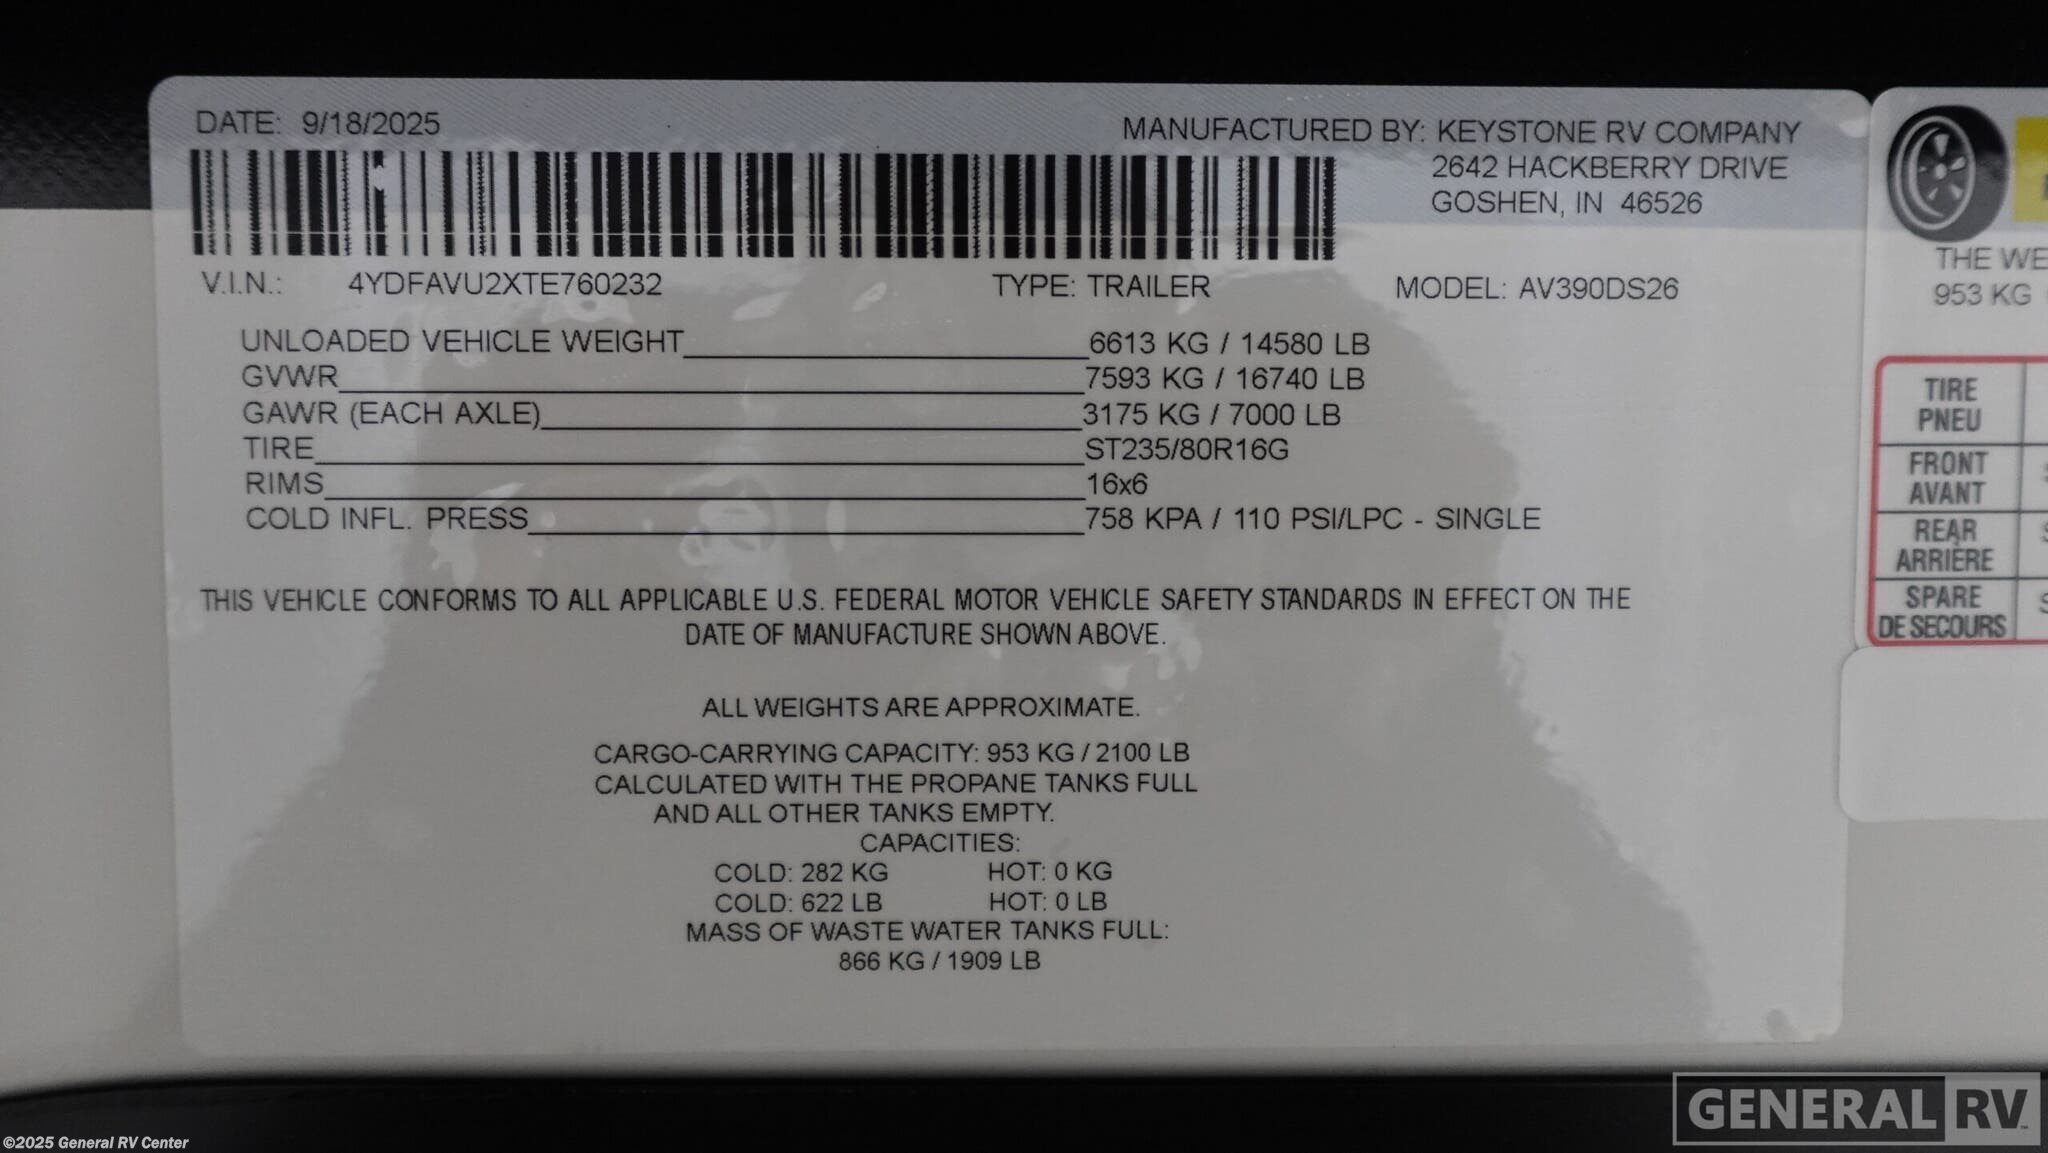 DATE: 9/18/2025
MANUFACTURED BY: KEYSTONE RV COMPANY
2642 HACKBERRY DRIVE
GOSHEN, IN 46526
V.I.N.: 4YDFAVU2XTE760232 TYPE: TRAILER MODEL: AV390DS26
UNLOADED VEHICLE WEIGHT 6613 KG / 14580 LB
GVWR 7593 KG / 16740 LB
GAWR (EACH AXLE) 3175 KG / 7000 LB
TIRE ST235/80R16G
RIMS 16x6
COLD INFL. PRESS 758 KPA / 110 PSI/LPC - SINGLE
THIS VEHICLE CONFORMS TO ALL APPLICABLE U.S. FEDERAL MOTOR VEHICLE SAFETY STANDARDS IN EFFECT ON THE
DATE OF MANUFACTURE SHOWN ABOVE.
ALL WEIGHTS ARE APPROXIMATE.
CARGO-CARRYING CAPACITY: 953 KG / 2100 LB
CALCULATED WITH THE PROPANE TANKS FULL
AND ALL OTHER TANKS EMPTY.
CAPACITIES:
COLD: 282 KG HOT: 0 KG
COLD: 622 LB HOT: 0 LB
MASS OF WASTE WATER TANKS FULL:
866 KG / 1909 LB
THE WE
953 KG
TIRE
PNEU
FRONT
AVANT
REAR
ARRIÈRE
SPARE
DE SECOURS
GENERAL RV
©2025 General RV Center